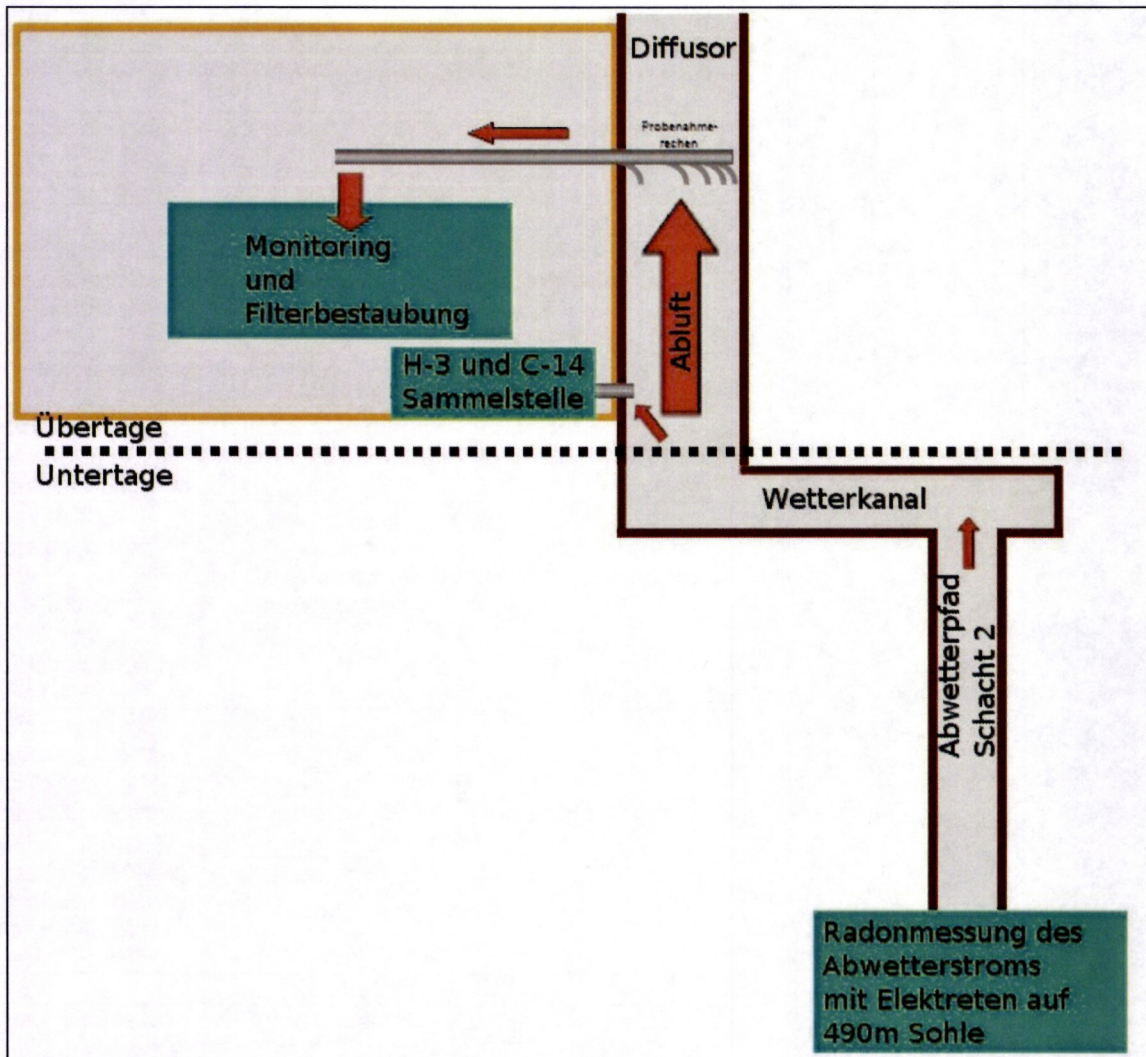 Diffusor
Probenahme-
rechen
Monitoring
und
Filterbestaubung
Abluft
H-3 und C-14
Sammelstelle
Übertage
Untertage
Wetterkanal
Abwetterpfad
Schacht 2
Radonmessung des
Abwetterstroms
mit Elektreten auf
490m Sohle